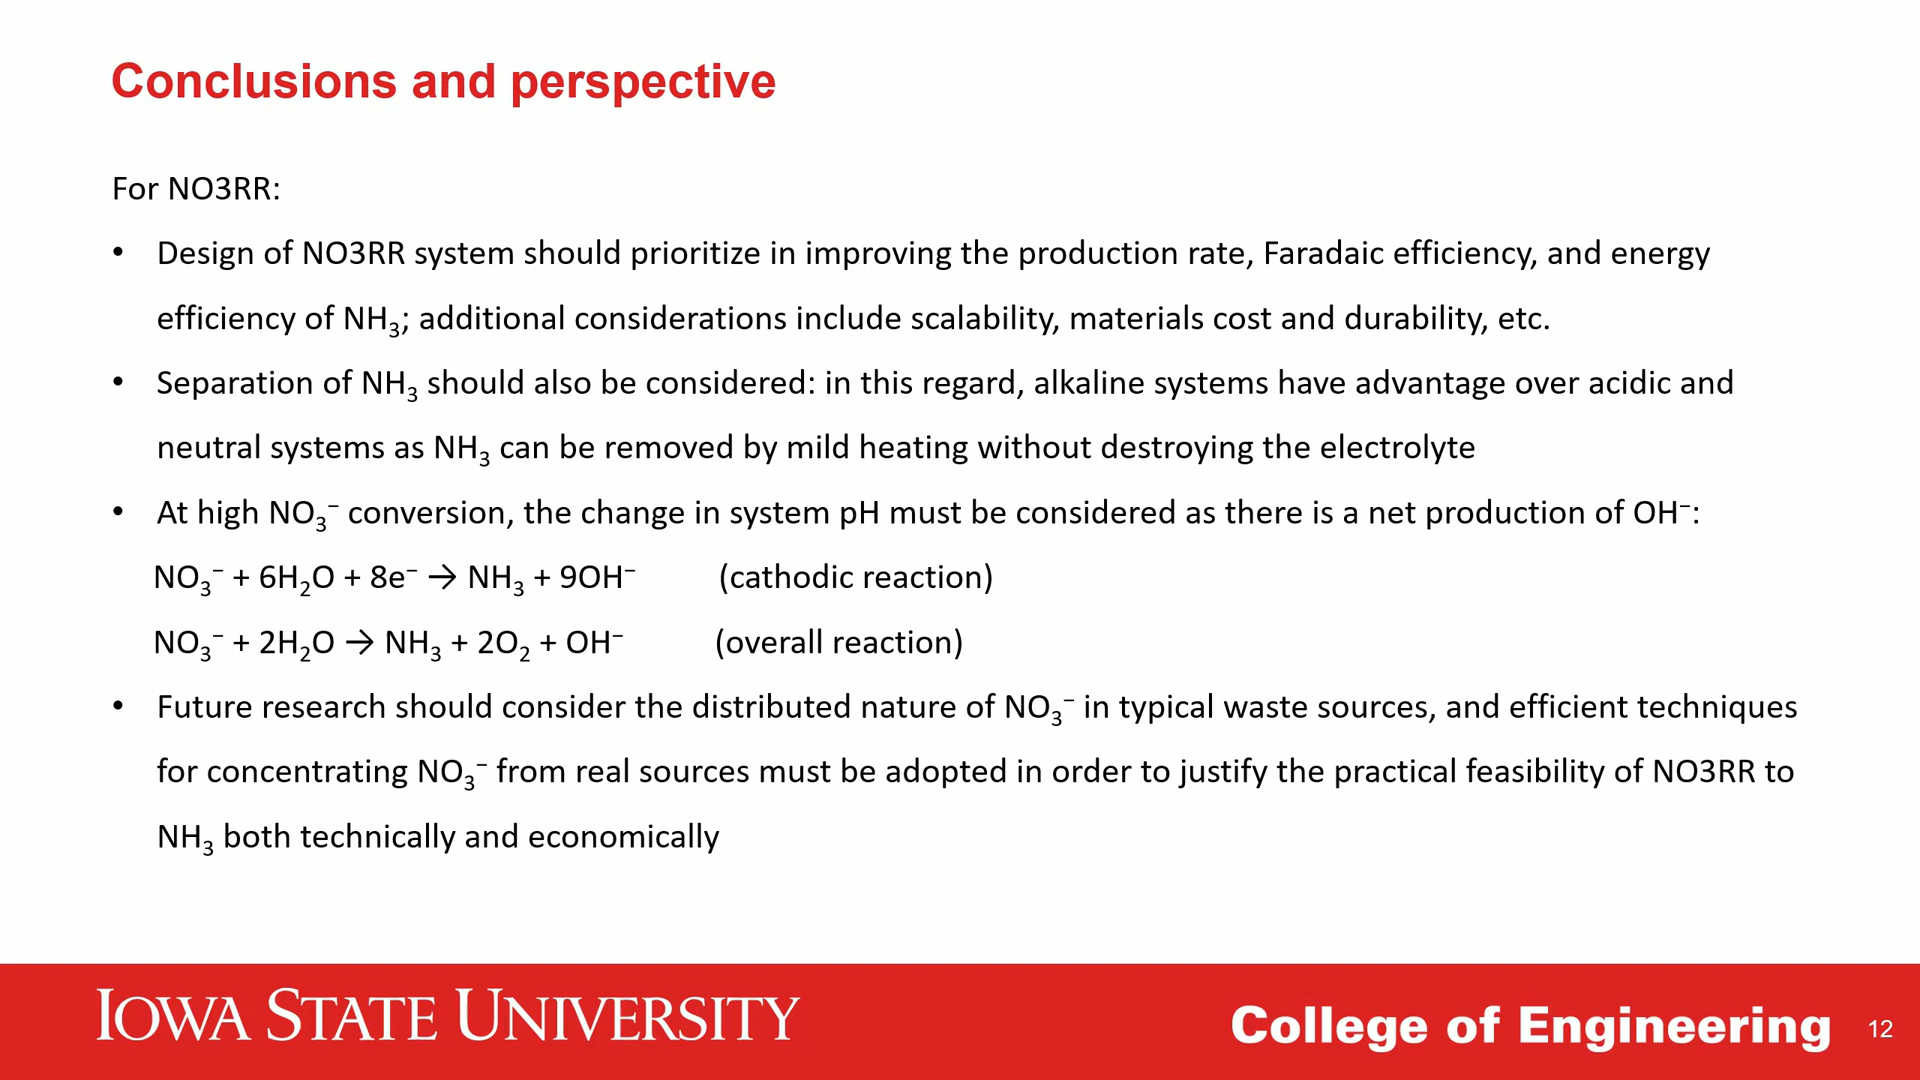 Conclusions and perspective
For NO3RR:
• Design of NO3RR system should prioritize in improving the production rate, Faradaic efficiency, and energy
efficiency of NH₃; additional considerations include scalability, materials cost and durability, etc.
• Separation of NH₃ should also be considered: in this regard, alkaline systems have advantage over acidic and
neutral systems as NH₃ can be removed by mild heating without destroying the electrolyte
• At high NO₃⁻ conversion, the change in system pH must be considered as there is a net production of OH⁻:
NO₃⁻ + 6H₂O + 8e⁻ → NH₃ + 9OH⁻ (cathodic reaction)
NO₃⁻ + 2H₂O → NH₃ + 2O₂ + OH⁻ (overall reaction)
• Future research should consider the distributed nature of NO₃⁻ in typical waste sources, and efficient techniques
for concentrating NO₃⁻ from real sources must be adopted in order to justify the practical feasibility of NO3RR to
NH₃ both technically and economically
IOWA STATE UNIVERSITY
College of Engineering
12